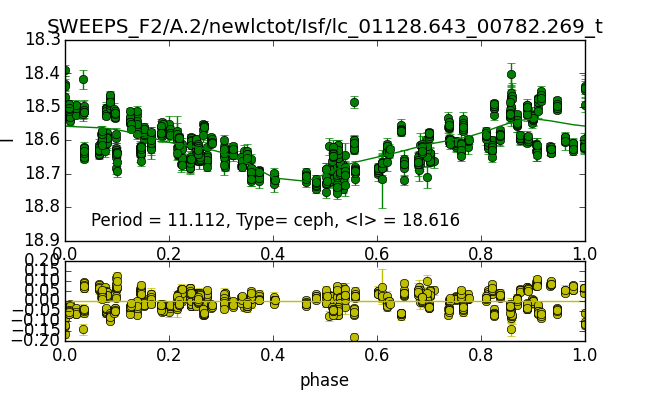 SWEEPS_F2/A.2/newlctot/Isf/lc_01128.643_00782.269_t
18.3
18.4
18.5
I
18.6
18.7
18.8
Period = 11.112, Type= ceph, <I> = 18.616
18.9
0.0 0.2 0.4 0.6 0.8 1.0
0.20
0.15
0.10
0.05
0.00
−0.05
−0.10
−0.15
−0.20
0.0 0.2 0.4 0.6 0.8 1.0
phase